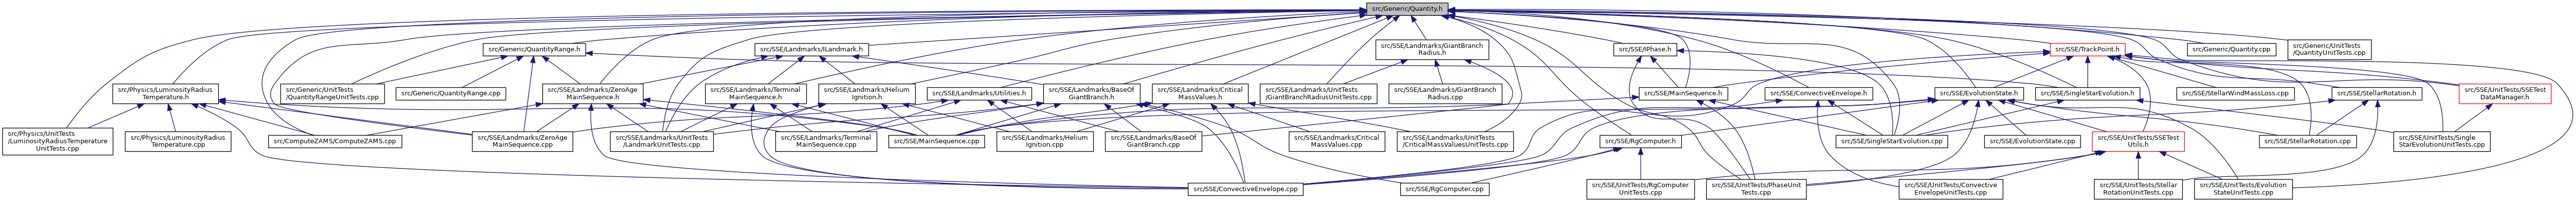 src/Generic/Quantity.h
src/Generic/QuantityRange.h
src/SSE/Landmarks/ILandmark.h
src/SSE/Landmarks/GiantBranch
Radius.h
src/SSE/IPhase.h
src/SSE/TrackPoint.h
src/Generic/Quantity.cpp
src/Generic/UnitTests
/QuantityUnitTests.cpp
src/Physics/LuminosityRadius
Temperature.h
src/Generic/UnitTests
/QuantityRangeUnitTests.cpp
src/Generic/QuantityRange.cpp
src/SSE/Landmarks/ZeroAge
MainSequence.h
src/SSE/Landmarks/Terminal
MainSequence.h
src/SSE/Landmarks/Helium
Ignition.h
src/SSE/Landmarks/Utilities.h
src/SSE/Landmarks/BaseOf
GiantBranch.h
src/SSE/Landmarks/Critical
MassValues.h
src/SSE/Landmarks/UnitTests
/GiantBranchRadiusUnitTests.cpp
src/SSE/Landmarks/GiantBranch
Radius.cpp
src/SSE/MainSequence.h
src/SSE/ConvectiveEnvelope.h
src/SSE/EvolutionState.h
src/SSE/SingleStarEvolution.h
src/SSE/StellarWindMassLoss.cpp
src/SSE/StellarRotation.h
src/SSE/UnitTests/SSETest
DataManager.h
src/Physics/UnitTests
/LuminosityRadiusTemperature
UnitTests.cpp
src/Physics/LuminosityRadius
Temperature.cpp
src/ComputeZAMS/ComputeZAMS.cpp
src/SSE/Landmarks/ZeroAge
MainSequence.cpp
src/SSE/Landmarks/UnitTests
/LandmarkUnitTests.cpp
src/SSE/Landmarks/Terminal
MainSequence.cpp
src/SSE/MainSequence.cpp
src/SSE/Landmarks/Helium
Ignition.cpp
src/SSE/Landmarks/BaseOf
GiantBranch.cpp
src/SSE/Landmarks/Critical
MassValues.cpp
src/SSE/Landmarks/UnitTests
/CriticalMassValuesUnitTests.cpp
src/SSE/RgComputer.h
src/SSE/SingleStarEvolution.cpp
src/SSE/EvolutionState.cpp
src/SSE/UnitTests/SSETest
Utils.h
src/SSE/StellarRotation.cpp
src/SSE/UnitTests/Single
StarEvolutionUnitTests.cpp
src/SSE/ConvectiveEnvelope.cpp
src/SSE/RgComputer.cpp
src/SSE/UnitTests/RgComputer
UnitTests.cpp
src/SSE/UnitTests/PhaseUnit
Tests.cpp
src/SSE/UnitTests/Convective
EnvelopeUnitTests.cpp
src/SSE/UnitTests/Stellar
RotationUnitTests.cpp
src/SSE/UnitTests/Evolution
StateUnitTests.cpp